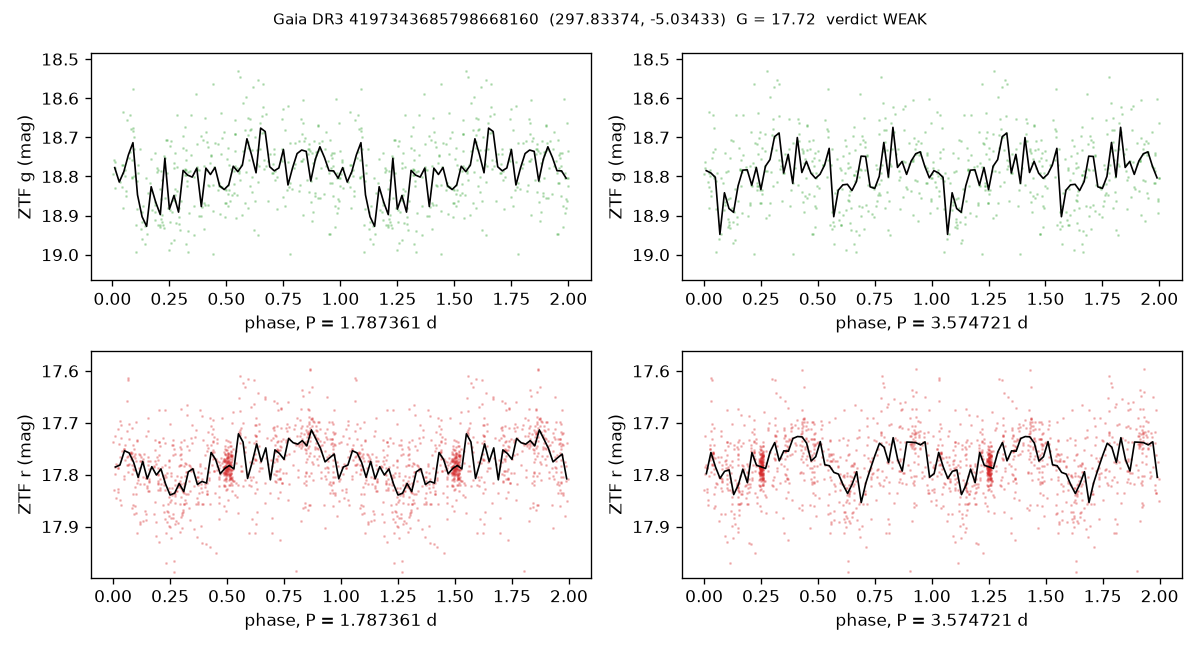 Gaia DR3 4197343685798668160 (297.83374, -5.03433) G = 17.72 verdict WEAK
ZTF g (mag)
18.5
18.6
18.7
18.8
18.9
19.0
0.00 0.25 0.50 0.75 1.00 1.25 1.50 1.75 2.00
phase, P = 1.787361 d
ZTF g (mag)
18.5
18.6
18.7
18.8
18.9
19.0
0.00 0.25 0.50 0.75 1.00 1.25 1.50 1.75 2.00
phase, P = 3.574721 d
ZTF r (mag)
17.6
17.7
17.8
17.9
0.00 0.25 0.50 0.75 1.00 1.25 1.50 1.75 2.00
phase, P = 1.787361 d
ZTF r (mag)
17.6
17.7
17.8
17.9
0.00 0.25 0.50 0.75 1.00 1.25 1.50 1.75 2.00
phase, P = 3.574721 d